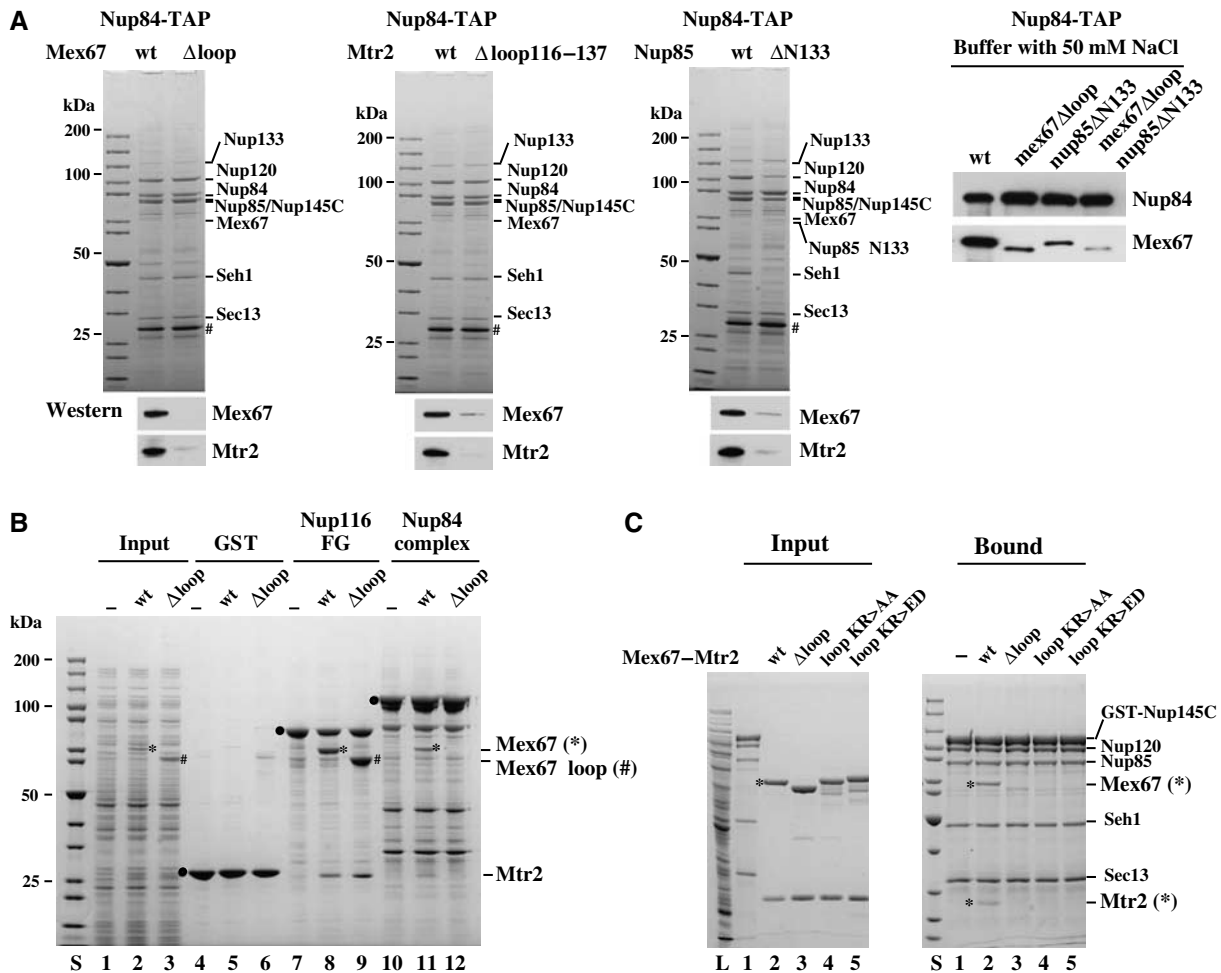 A
Nup84-TAP
Mex67 wt Δloop
kDa
200
100
50
25
Nup133
Nup120
Nup84
Nup85/Nup145C
Mex67
Seh1
Sec13
#
Western
Mex67
Mtr2
Nup84-TAP
Mtr2 wt Δloop116–137
kDa
200
100
50
25
Nup133
Nup120
Nup84
Nup85/Nup145C
Mex67
Seh1
Sec13
#
Mex67
Mtr2
Nup84-TAP
Nup85 wt ΔN133
kDa
200
100
50
25
Nup133
Nup120
Nup84
Nup85/Nup145C
Mex67
Nup85 N133
Seh1
Sec13
#
Mex67
Mtr2
Nup84-TAP
Buffer with 50 mM NaCl
wt
mex67Δloop
nup85ΔN133
mex67Δloop
nup85ΔN133
Nup84
Mex67
B
Input GST Nup116 FG Nup84 complex
– wt Δloop – wt Δloop – wt Δloop – wt Δloop
kDa
200
100
50
25
*
#
*
#
*
Mex67 (*)
Mex67 loop (#)
Mtr2
S 1 2 3 4 5 6 7 8 9 10 11 12
C
Input
Mex67–Mtr2 wt Δloop loop KR>AA loop KR>ED
*
L 1 2 3 4 5
Bound
– wt Δloop loop KR>AA loop KR>ED
GST-Nup145C
Nup120
Nup85
* Mex67 (*)
Seh1
Sec13
* Mtr2 (*)
S 1 2 3 4 5